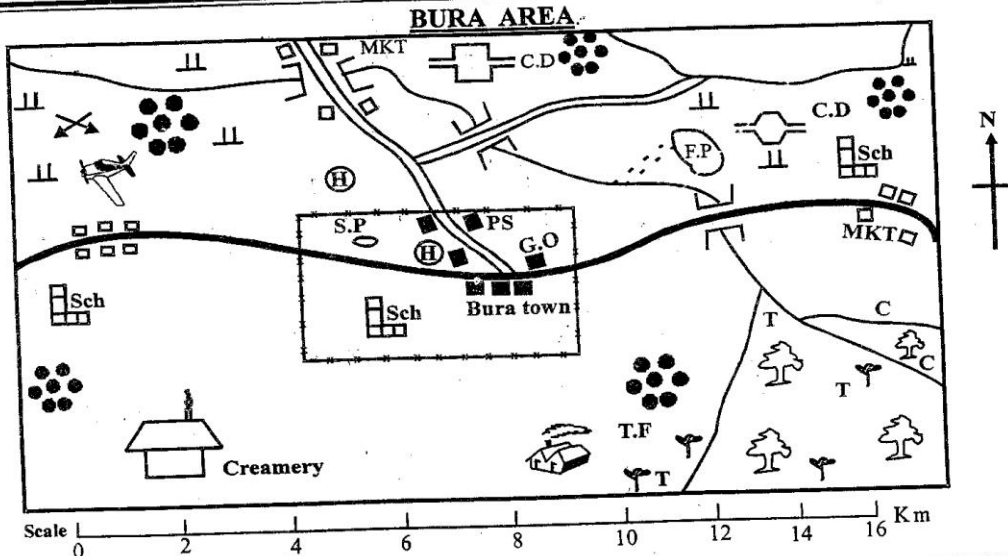 BURA AREA
MKT
C.D
C.D
N
F.P
Sch
H
S.P
PS
MKT
H
G.O
Sch
Sch
Bura town
T
C
C
T
T.F
T
Creamery
Scale 0 2 4 6 8 10 12 14 16 Km